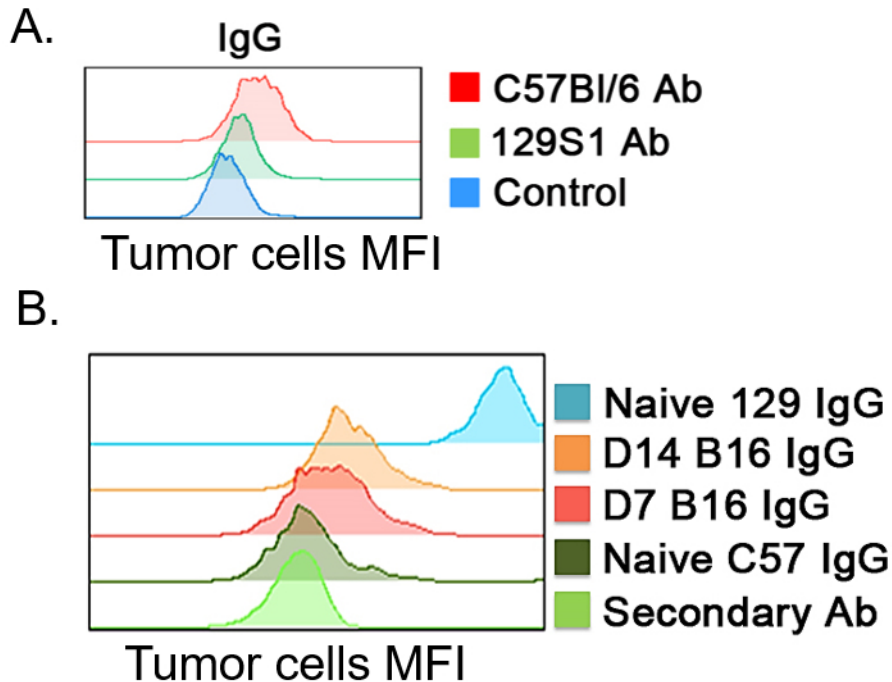 A.
IgG
C57Bl/6 Ab
129S1 Ab
Control
Tumor cells MFI
B.
Naive 129 IgG
D14 B16 IgG
D7 B16 IgG
Naive C57 IgG
Secondary Ab
Tumor cells MFI